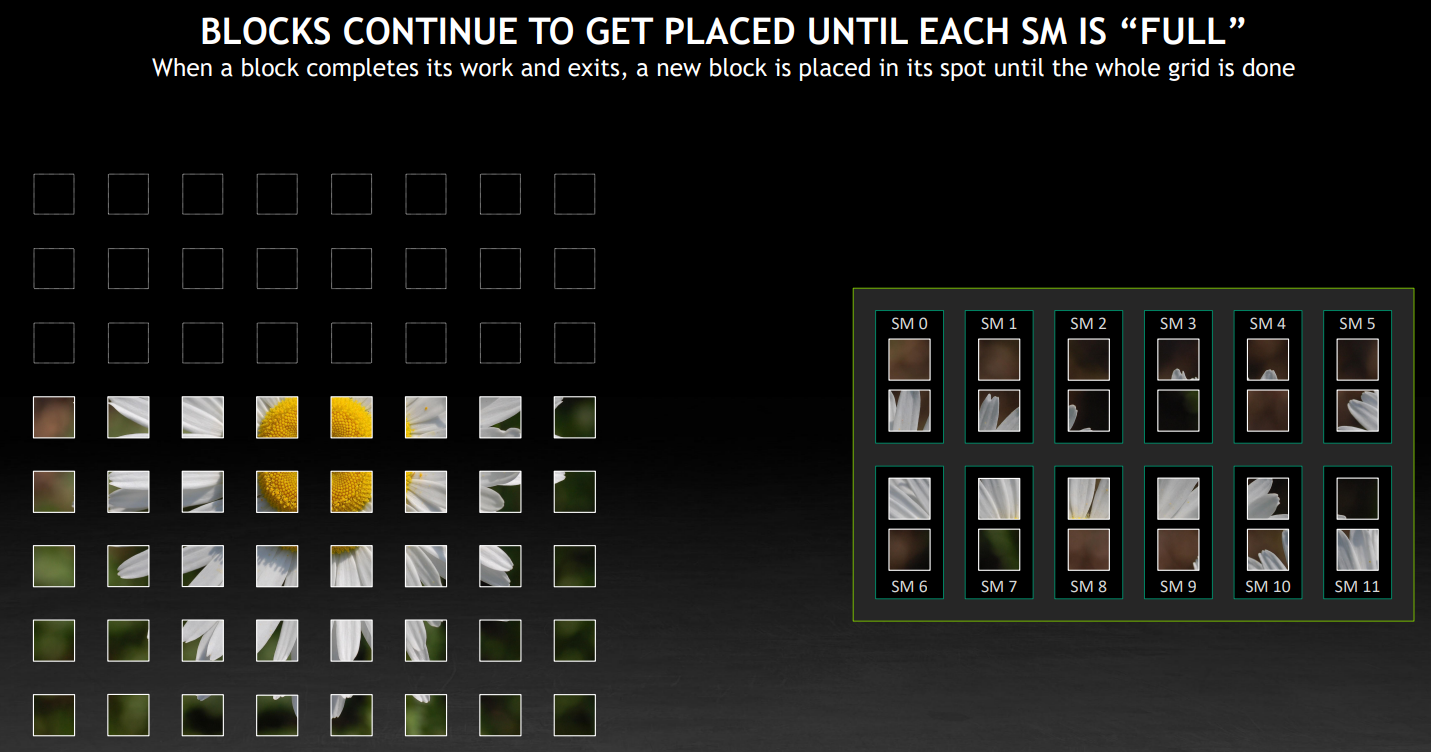 BLOCKS CONTINUE TO GET PLACED UNTIL EACH SM IS “FULL”
When a block completes its work and exits, a new block is placed in its spot until the whole grid is done
SM 0
SM 1
SM 2
SM 3
SM 4
SM 5
SM 6
SM 7
SM 8
SM 9
SM 10
SM 11